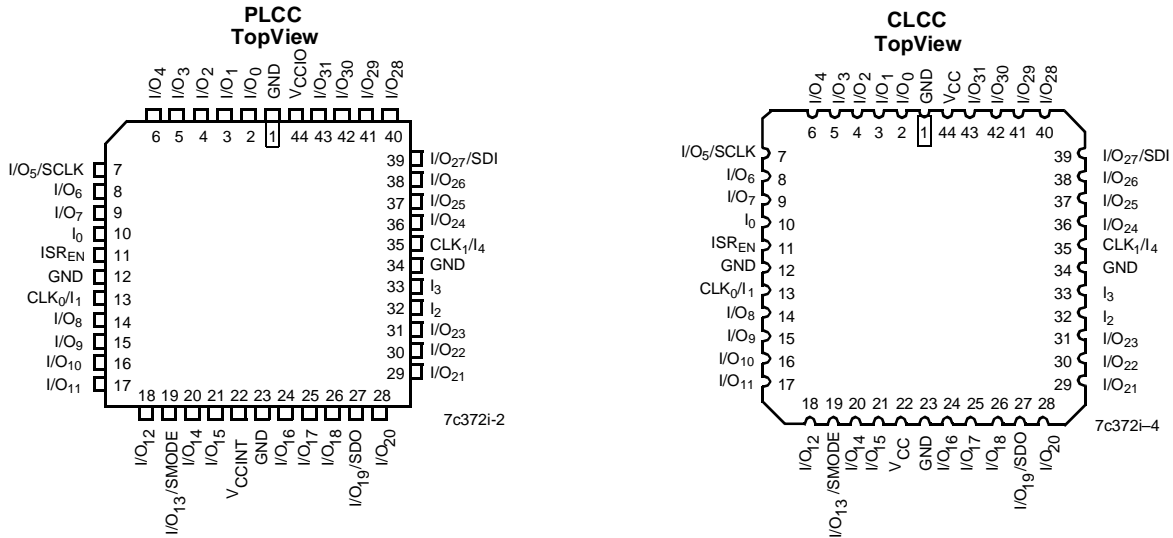 PLCC
TopView
I/O4
I/O3
I/O2
I/O1
I/O0
GND
VCCIO
I/O31
I/O30
I/O29
I/O28
6 5 4 3 2 1 44 43 42 41 40
I/O5/SCLK 7
I/O6 8
I/O7 9
I0 10
ISREN 11
GND 12
CLK0/I1 13
I/O8 14
I/O9 15
I/O10 16
I/O11 17
39 I/O27/SDI
38 I/O26
37 I/O25
36 I/O24
35 CLK1/I4
34 GND
33 I3
32 I2
31 I/O23
30 I/O22
29 I/O21
18 19 20 21 22 23 24 25 26 27 28
I/O12
I/O13/SMODE
I/O14
I/O15
VCCINT
GND
I/O16
I/O17
I/O18
I/O19/SDO
I/O20
7c372i-2
CLCC
TopView
I/O4
I/O3
I/O2
I/O1
I/O0
GND
VCC
I/O31
I/O30
I/O29
I/O28
6 5 4 3 2 1 44 43 42 41 40
I/O5/SCLK 7
I/O6 8
I/O7 9
I0 10
ISREN 11
GND 12
CLK0/I1 13
I/O8 14
I/O9 15
I/O10 16
I/O11 17
39 I/O27/SDI
38 I/O26
37 I/O25
36 I/O24
35 CLK1/I4
34 GND
33 I3
32 I2
31 I/O23
30 I/O22
29 I/O21
18 19 20 21 22 23 24 25 26 27 28
I/O12
I/O13 /SMODE
I/O14
I/O15
VCC
GND
I/O16
I/O17
I/O18
I/O19/SDO
I/O20
7c372i–4